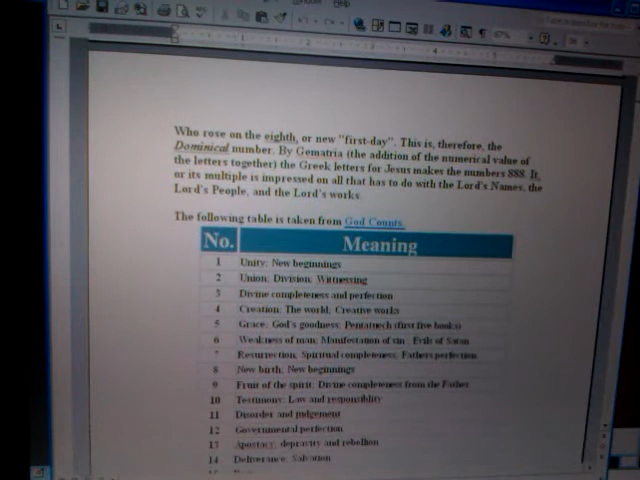 Help
67%
Who rose on the eighth, or new "first-day". This is, therefore, the
Dominical number. By Gematria (the addition of the numerical value of
the letters together) the Greek letters for Jesus makes the numbers 888. It,
or its multiple is impressed on all that has to do with the Lord's Names, the
Lord's People, and the Lord's works.
The following table is taken from God Counts
No. Meaning
1 Unity; New beginnings
2 Union; Division; Witnessing
3 Divine completeness and perfection
4 Creation; The world; Creative works
5 Grace; God's goodness; Pentateuch (first five books)
6 Weakness of man; Manifestation of sin ; Evils of Satan
7 Resurrection; Spiritual completeness; Fathers perfection
8 New birth; New beginnings
9 Fruit of the spirit; Divine completeness from the Father
10 Testimony; Law and responsibility
11 Disorder and judgement
12 Governmental perfection
13 Apostacy; depravity and rebellion
14 Deliverance; Salvation